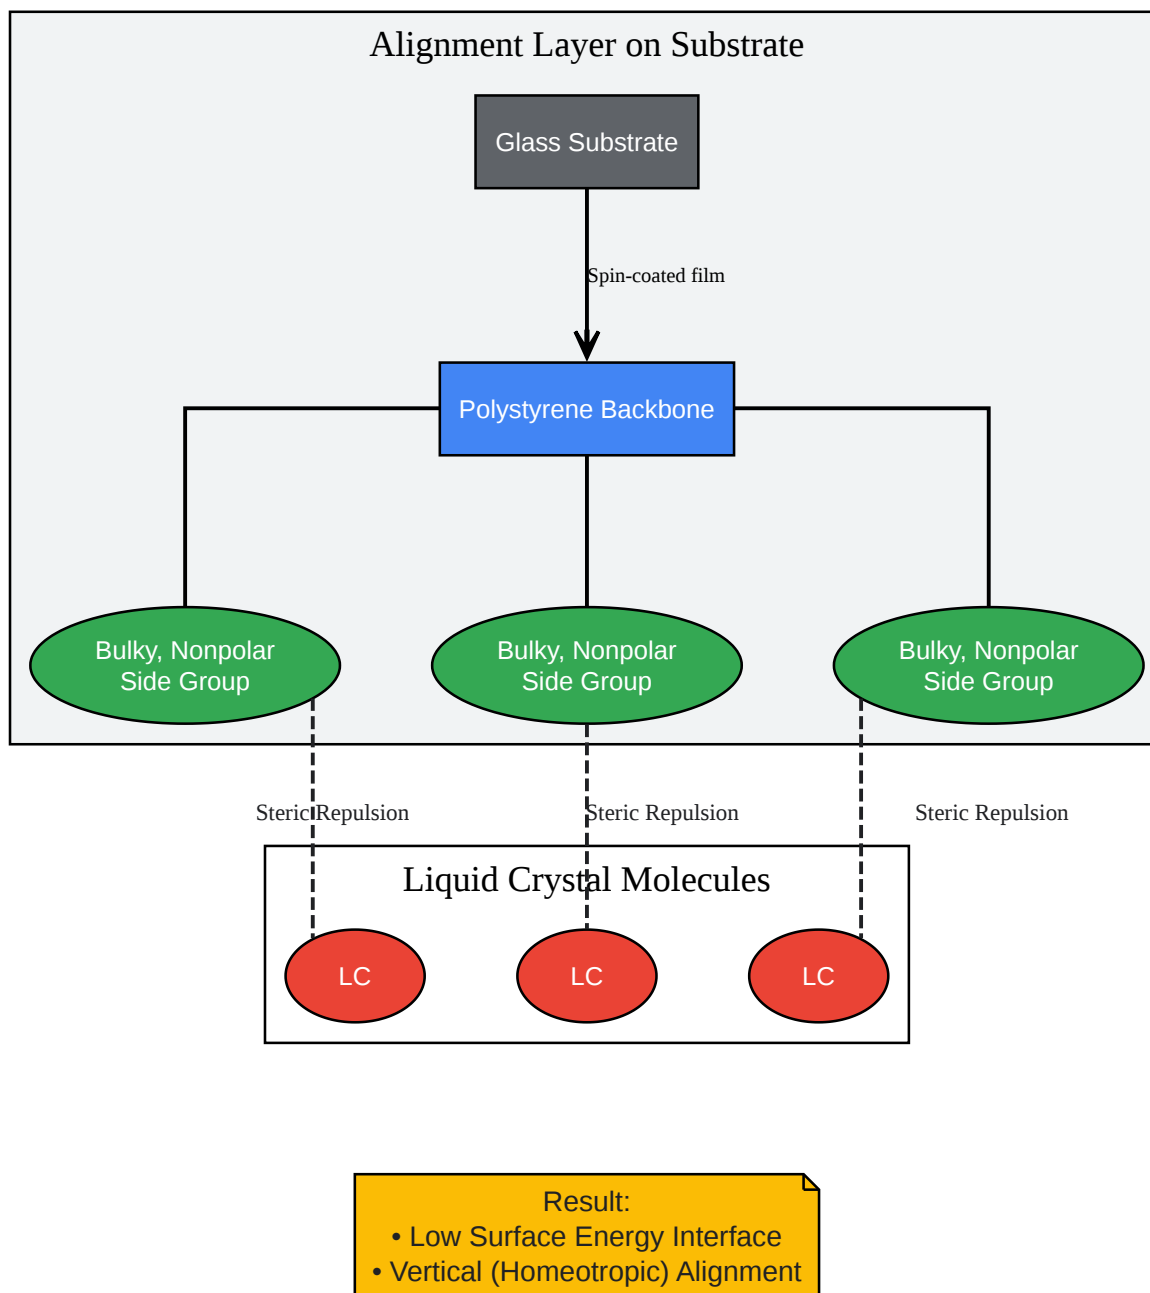 Alignment Layer on Substrate
Glass Substrate
Spin-coated film
Polystyrene Backbone
Bulky, Nonpolar
Side Group
Bulky, Nonpolar
Side Group
Bulky, Nonpolar
Side Group
Steric Repulsion
Steric Repulsion
Steric Repulsion
Liquid Crystal Molecules
LC
LC
LC
Result:
• Low Surface Energy Interface
• Vertical (Homeotropic) Alignment